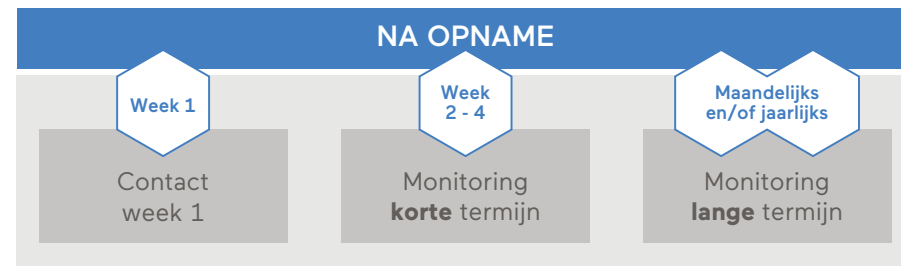 NA OPNAME
Week 1
Week
2 - 4
Maandelijks
en/of jaarlijks
Contact
week 1
Monitoring
korte termijn
Monitoring
lange termijn